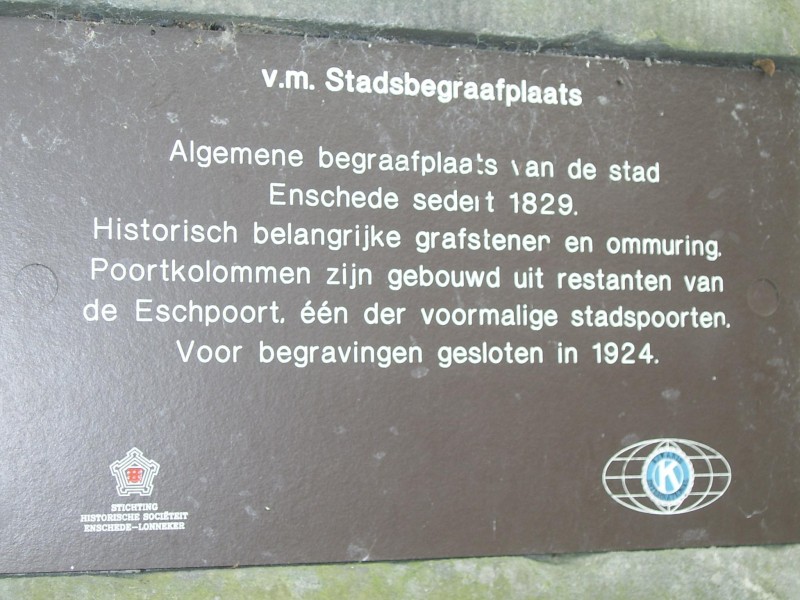 v.m. Stadsbegraafplaats
Algemene begraafplaats van de stad
Enschede sedert 1829.
Historisch belangrijke grafstenen en ommuring.
Poortkolommen zijn gebouwd uit restanten van
de Eschpoort, één der voormalige stadspoorten.
Voor begravingen gesloten in 1924.
STICHTING
HISTORISCHE SOCIËTEIT
ENSCHEDE-LONNEKER
K